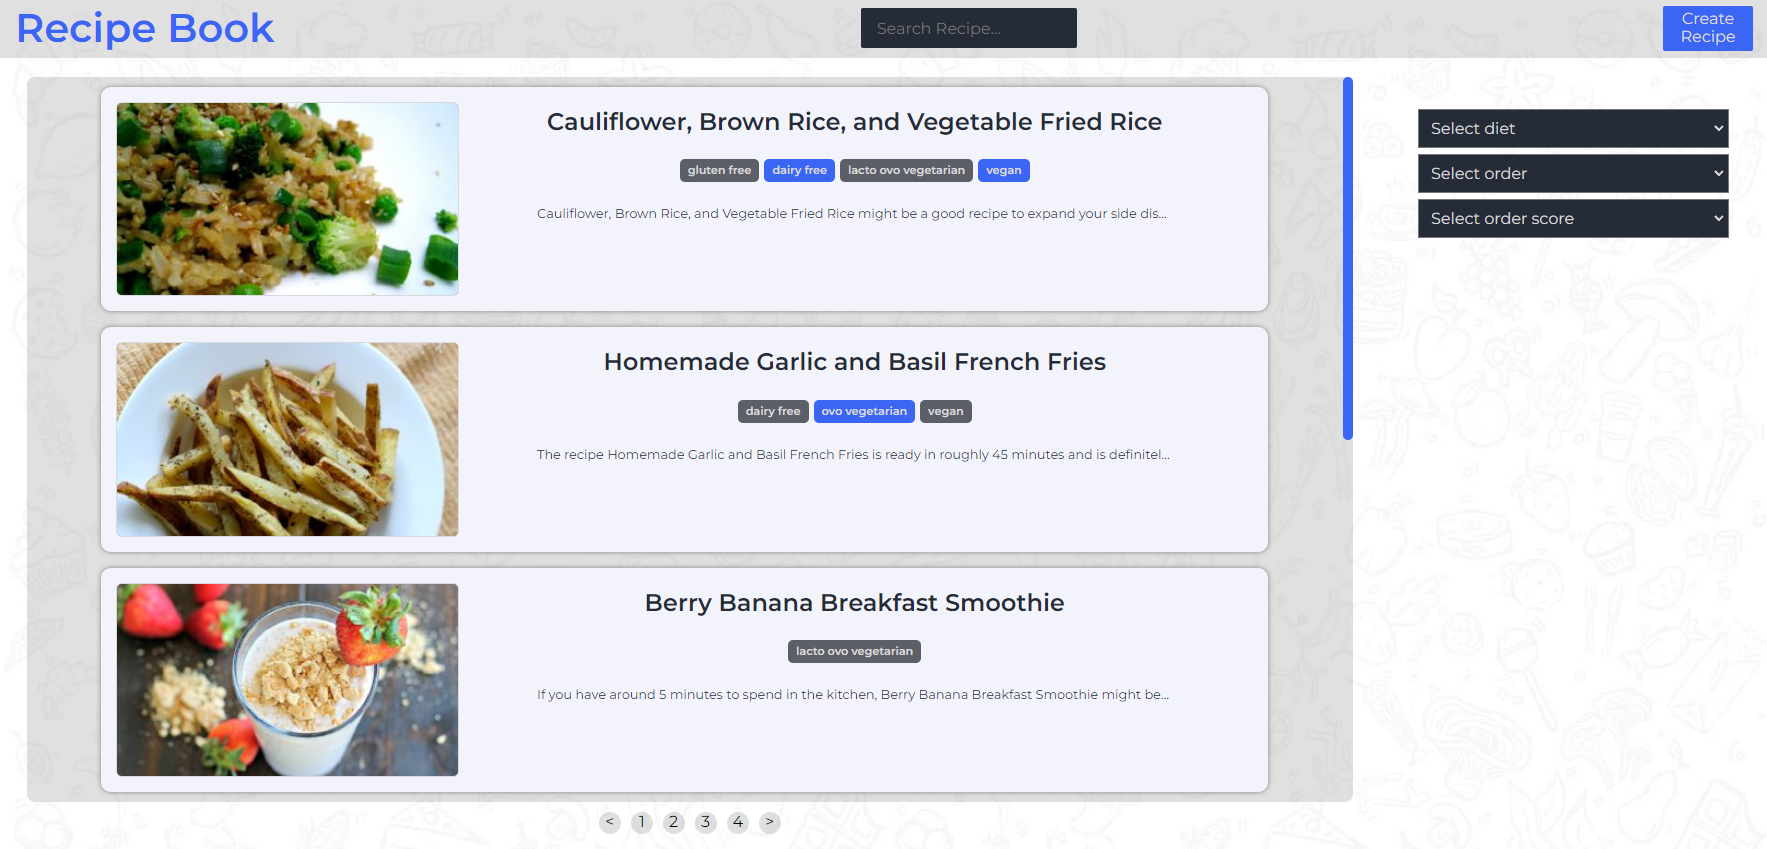 Recipe Book
Search Recipe...
Create
Recipe
Cauliflower, Brown Rice, and Vegetable Fried Rice
gluten free dairy free lacto ovo vegetarian vegan
Cauliflower, Brown Rice, and Vegetable Fried Rice might be a good recipe to expand your side dis...
Homemade Garlic and Basil French Fries
dairy free ovo vegetarian vegan
The recipe Homemade Garlic and Basil French Fries is ready in roughly 45 minutes and is definitel...
Berry Banana Breakfast Smoothie
lacto ovo vegetarian
If you have around 5 minutes to spend in the kitchen, Berry Banana Breakfast Smoothie might be...
Select diet
Select order
Select order score
< 1 2 3 4 >